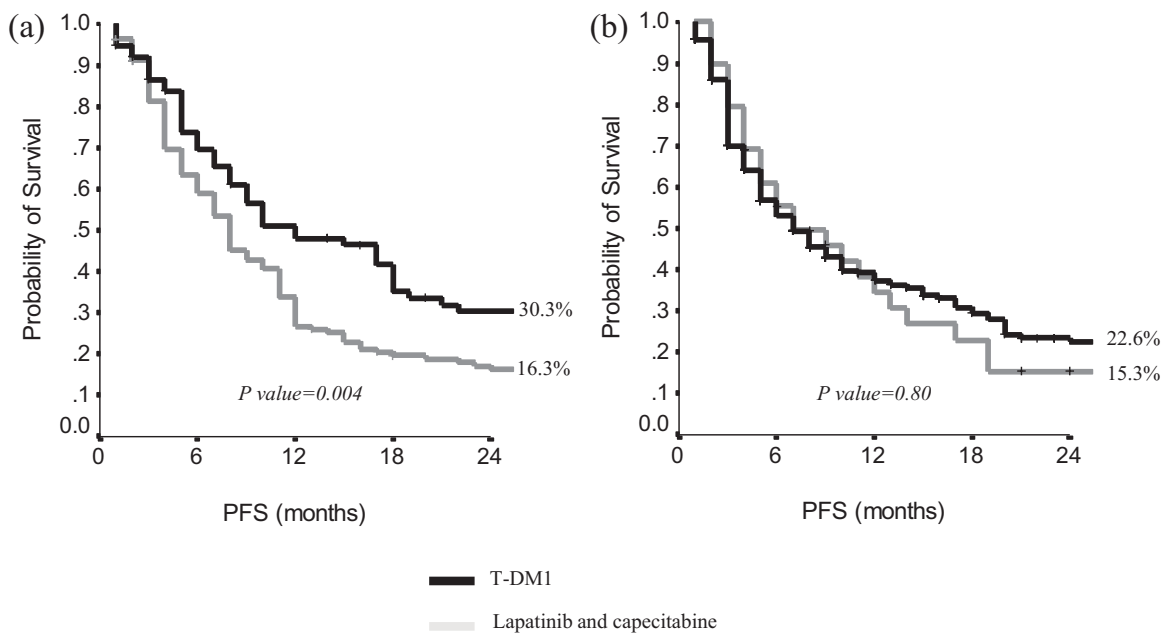 (a)
Probability of Survival
1.0
.9
.8
.7
.6
.5
.4
.3
.2
.1
0.0
30.3%
16.3%
P value=0.004
0 6 12 18 24
PFS (months)
(b)
Probability of Survival
1.0
.9
.8
.7
.6
.5
.4
.3
.2
.1
0.0
22.6%
15.3%
P value=0.80
0 6 12 18 24
PFS (months)
T-DM1
Lapatinib and capecitabine